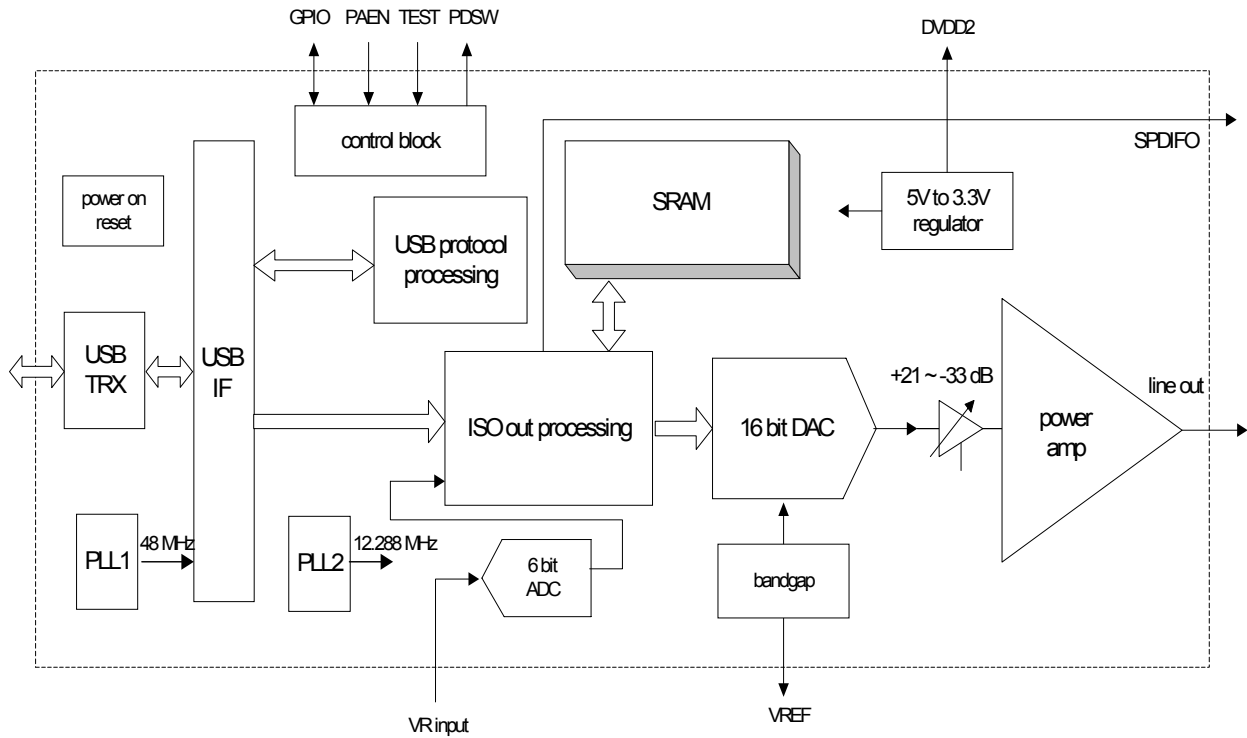 GPIO PAEN TEST PDSW
DVDD2
control block
SPDIFO
power on
reset
SRAM
5V to 3.3V
regulator
USB protocol
processing
USB
TRX
USB
IF
+21 ~ -33 dB
line out
ISO out processing
16 bit DAC
power
amp
PLL1
48 MHz
PLL2
12.288 MHz
6 bit
ADC
bandgap
VR input
VREF